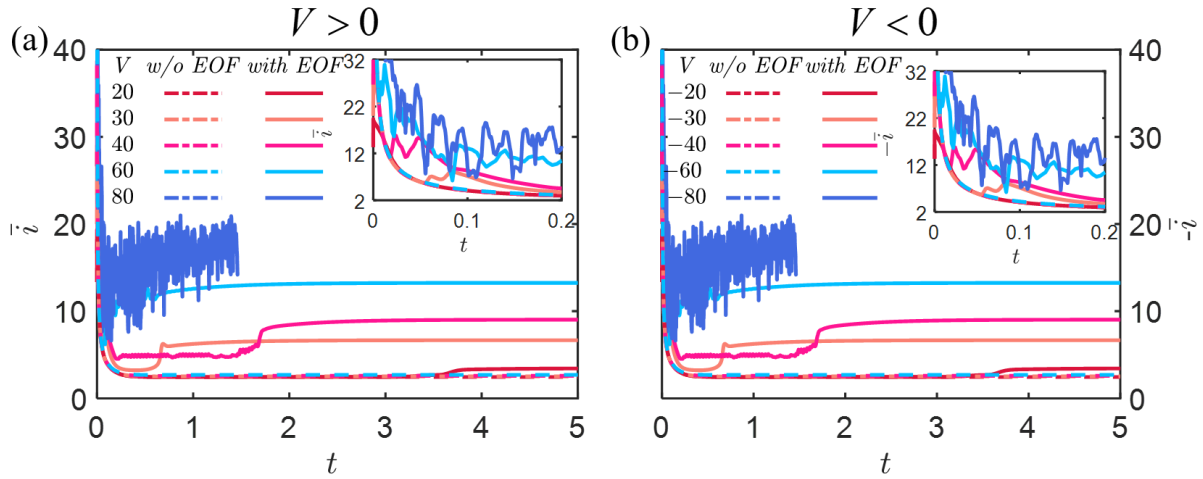 V > 0
V < 0
(a)
V w/o EOF with EOF
20
30
40
60
80
40
30
20
10
0
i̅
0 1 2 3 4 5
t
32
22
12
2
i̅
0 0.1 0.2
t
(b)
V w/o EOF with EOF
−20
−30
−40
−60
−80
40
30
20
10
0
-i̅
0 1 2 3 4 5
t
32
22
12
2
−i̅
0 0.1 0.2
t